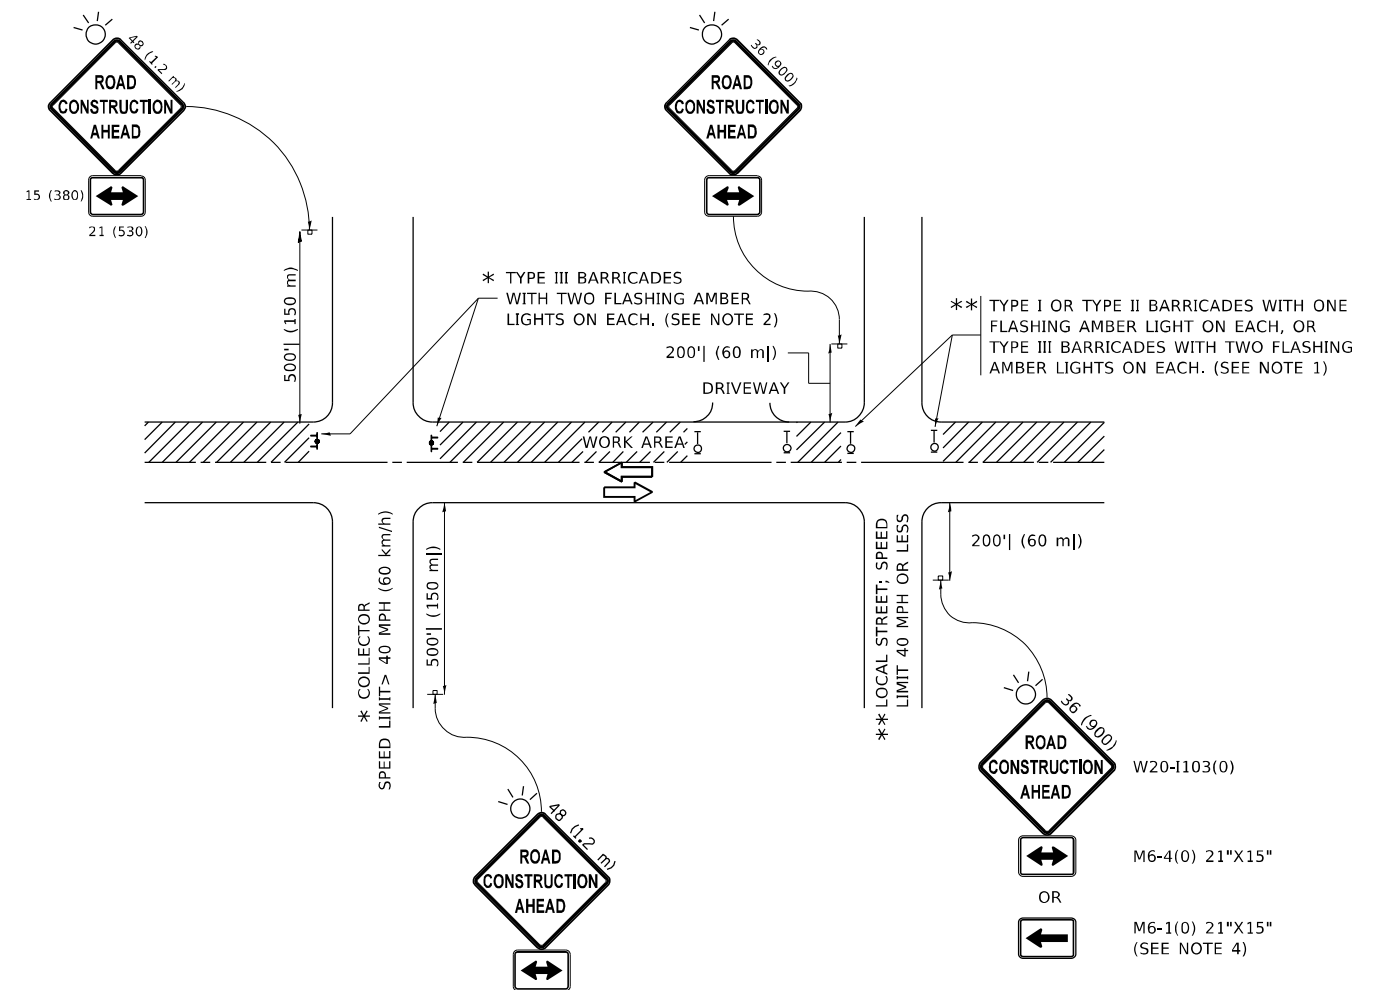 48 (1.2 m)
ROAD
CONSTRUCTION
AHEAD
15 (380)
21 (530)
36 (900)
ROAD
CONSTRUCTION
AHEAD
500'| (150 m)
* TYPE III BARRICADES
WITH TWO FLASHING AMBER
LIGHTS ON EACH. (SEE NOTE 2)
200'| (60 m|)
DRIVEWAY
** TYPE I OR TYPE II BARRICADES WITH ONE
FLASHING AMBER LIGHT ON EACH, OR
TYPE III BARRICADES WITH TWO FLASHING
AMBER LIGHTS ON EACH. (SEE NOTE 1)
WORK AREA
* COLLECTOR
SPEED LIMIT> 40 MPH (60 km/h)
500'| (150 m|)
** LOCAL STREET; SPEED
LIMIT 40 MPH OR LESS
200'| (60 m|)
48 (1.2 m)
ROAD
CONSTRUCTION
AHEAD
36 (900)
ROAD
CONSTRUCTION
AHEAD
W20-I103(0)
M6-4(0) 21"X15"
OR
M6-1(0) 21"X15"
(SEE NOTE 4)